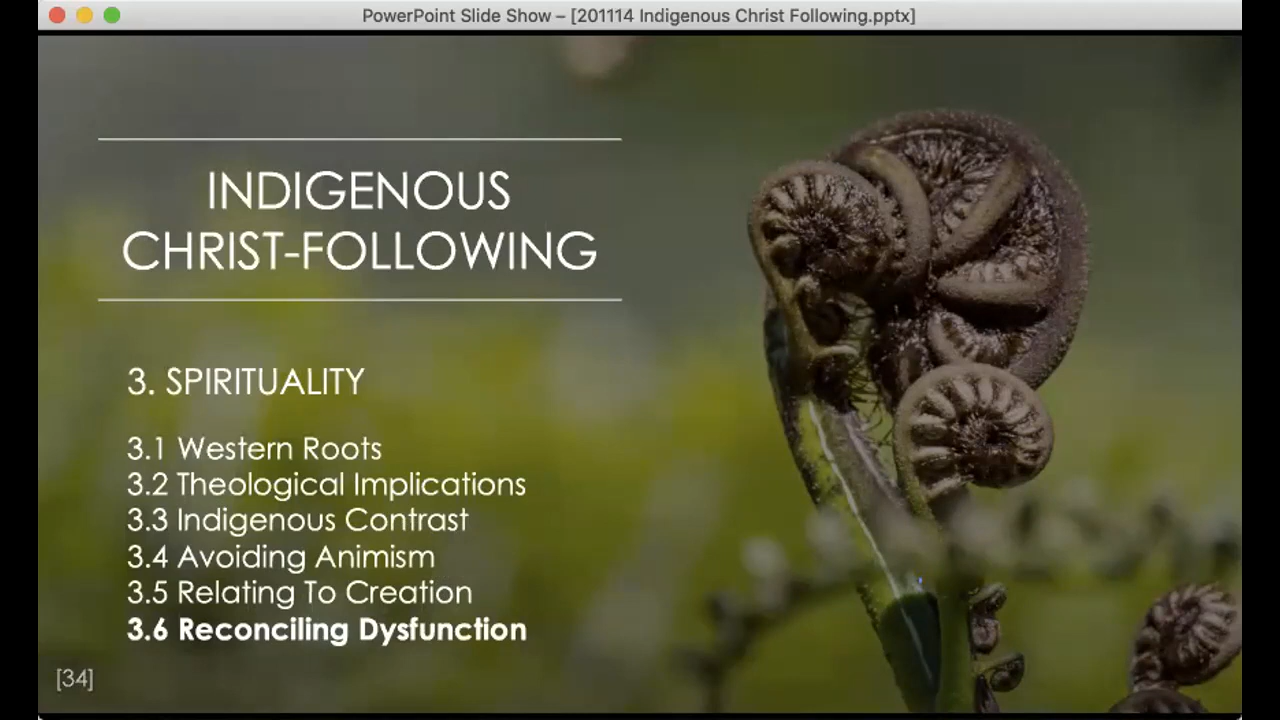 PowerPoint Slide Show – [201114 Indigenous Christ Following.pptx]
INDIGENOUS
CHRIST-FOLLOWING
3. SPIRITUALITY
3.1 Western Roots
3.2 Theological Implications
3.3 Indigenous Contrast
3.4 Avoiding Animism
3.5 Relating To Creation
3.6 Reconciling Dysfunction
[34]